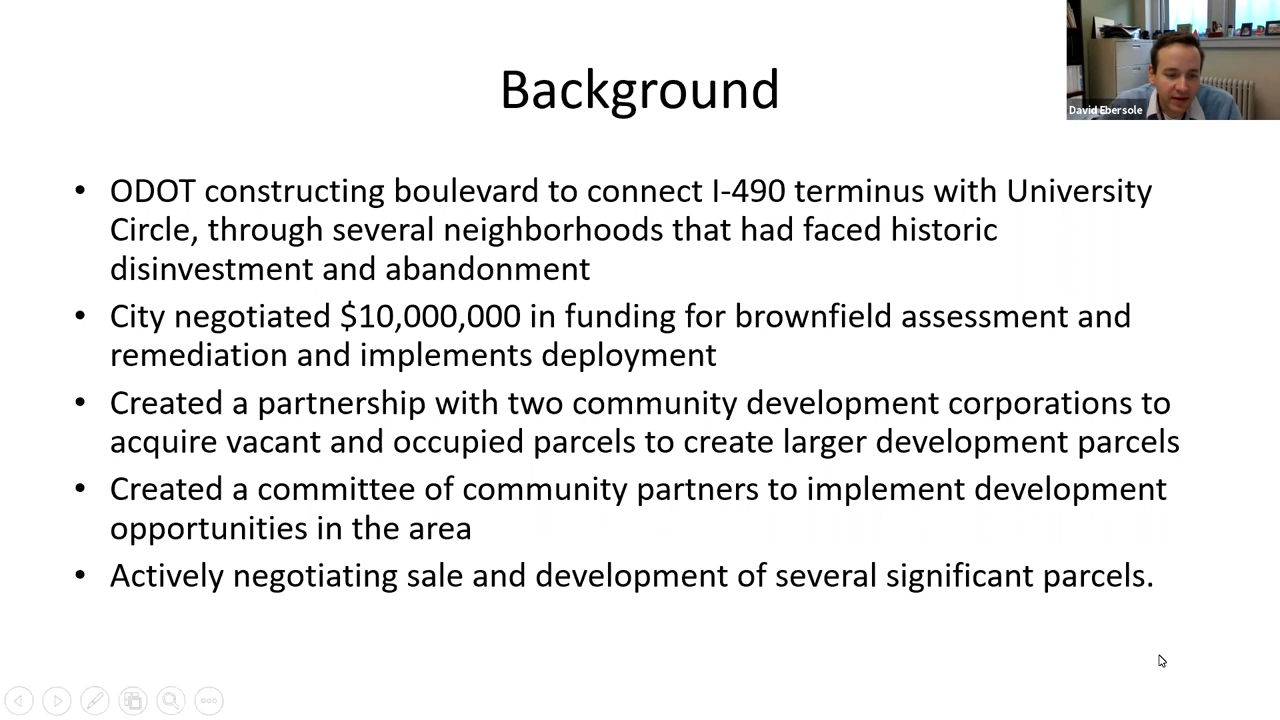 Background
David Ebersole
• ODOT constructing boulevard to connect I-490 terminus with University
Circle, through several neighborhoods that had faced historic
disinvestment and abandonment
• City negotiated $10,000,000 in funding for brownfield assessment and
remediation and implements deployment
• Created a partnership with two community development corporations to
acquire vacant and occupied parcels to create larger development parcels
• Created a committee of community partners to implement development
opportunities in the area
• Actively negotiating sale and development of several significant parcels.